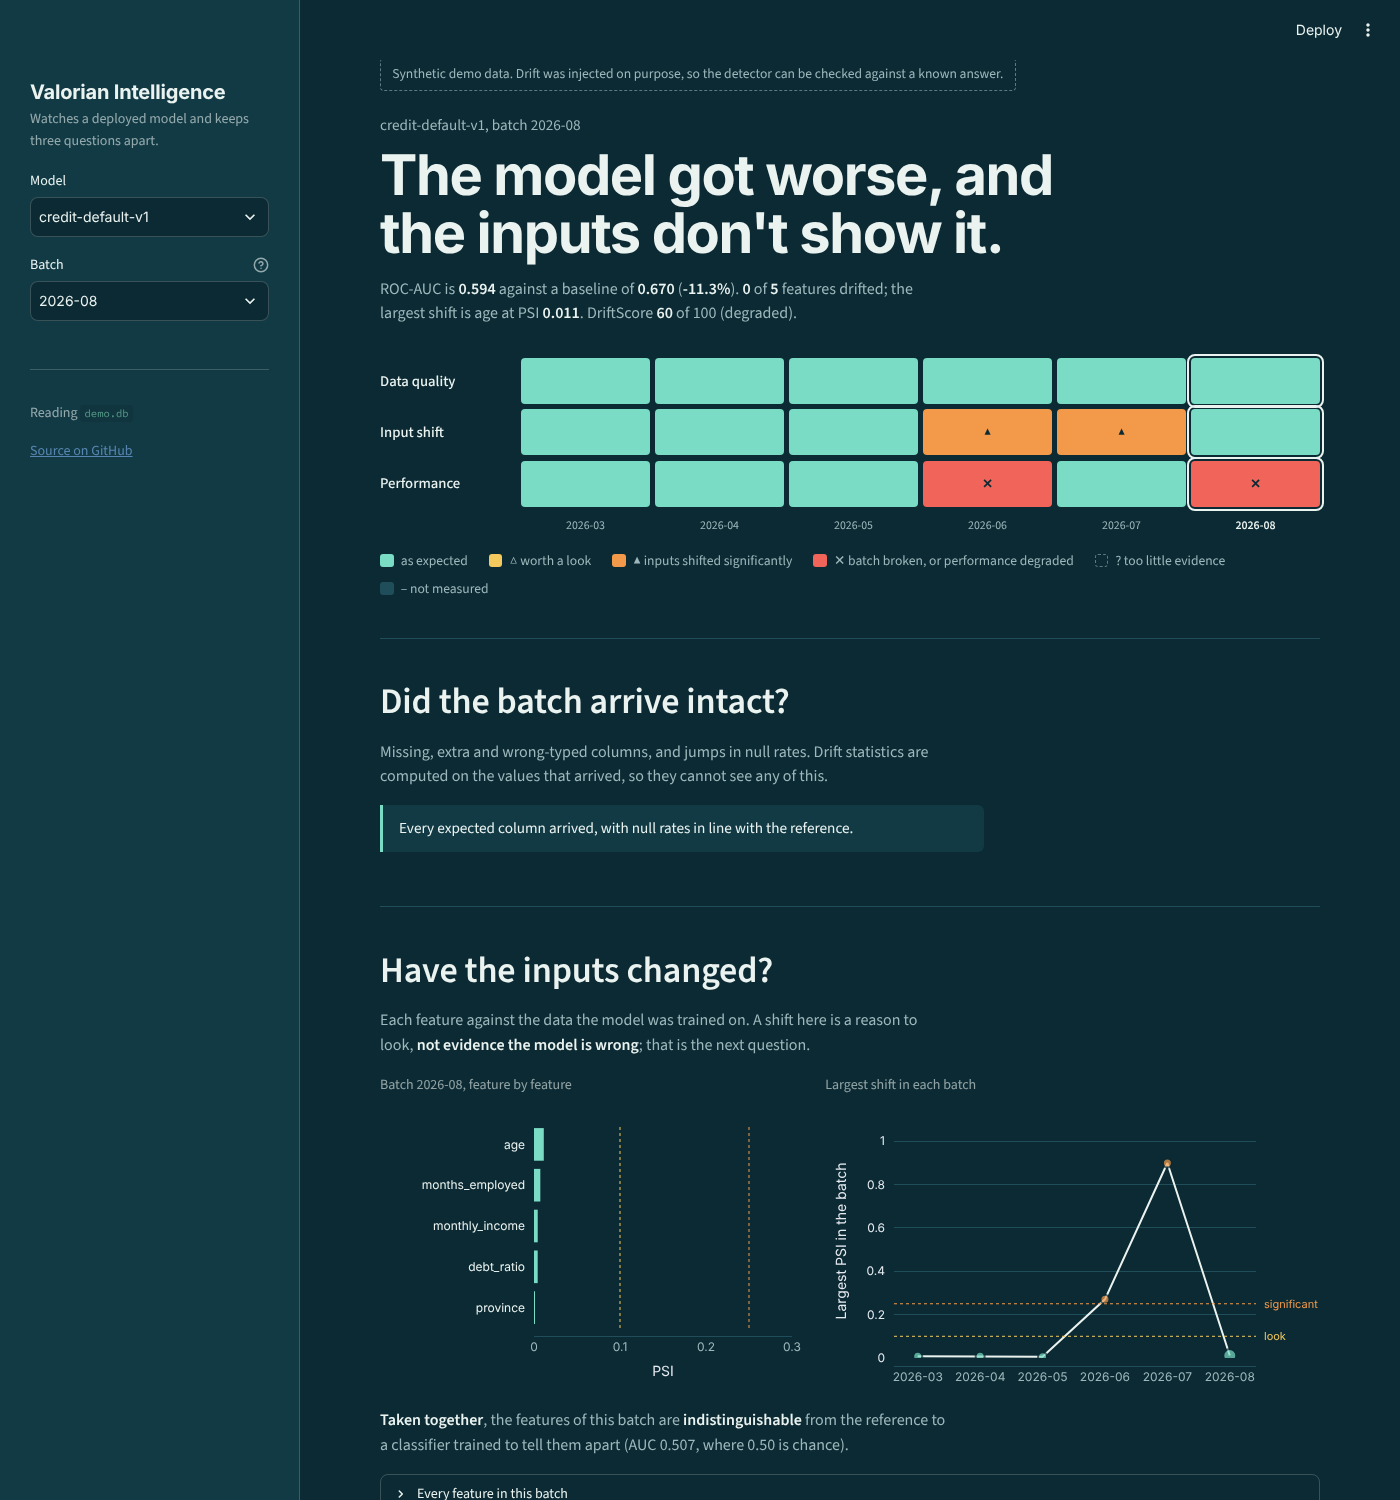 Deploy
Valorian Intelligence
Watches a deployed model and keeps
three questions apart.
Model
credit-default-v1
Batch
2026-08
Reading demo.db
Source on GitHub
Synthetic demo data. Drift was injected on purpose, so the detector can be checked against a known answer.
credit-default-v1, batch 2026-08
The model got worse, and
the inputs don't show it.
ROC-AUC is 0.594 against a baseline of 0.670 (-11.3%). 0 of 5 features drifted; the
largest shift is age at PSI 0.011. DriftScore 60 of 100 (degraded).
Data quality
Input shift
▲ ▲
Performance
✕ ✕
2026-03 2026-04 2026-05 2026-06 2026-07 2026-08
as expected △ worth a look ▲ inputs shifted significantly ✕ batch broken, or performance degraded ? too little evidence
– not measured
Did the batch arrive intact?
Missing, extra and wrong-typed columns, and jumps in null rates. Drift statistics are
computed on the values that arrived, so they cannot see any of this.
Every expected column arrived, with null rates in line with the reference.
Have the inputs changed?
Each feature against the data the model was trained on. A shift here is a reason to
look, not evidence the model is wrong; that is the next question.
Batch 2026-08, feature by feature
age
months_employed
monthly_income
debt_ratio
province
0 0.1 0.2 0.3
PSI
Largest shift in each batch
Largest PSI in the batch
1
0.8
0.6
0.4
0.2
0
significant
look
2026-03 2026-04 2026-05 2026-06 2026-07 2026-08
Taken together, the features of this batch are indistinguishable from the reference to
a classifier trained to tell them apart (AUC 0.507, where 0.50 is chance).
Every feature in this batch